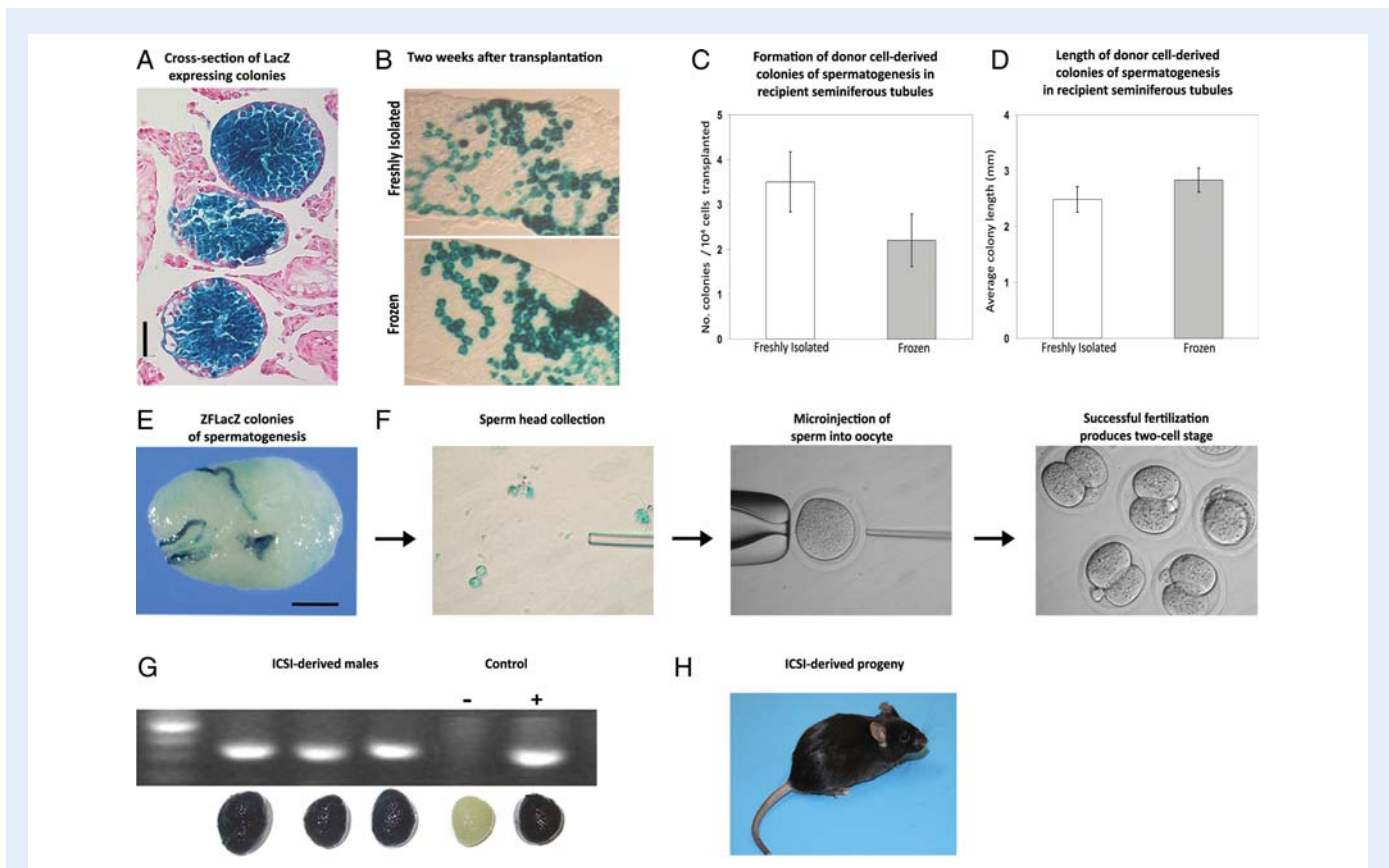 A
Cross-section of LacZ
expressing colonies
B
Two weeks after transplantation
Freshly Isolated
Frozen
C
Formation of donor cell-derived
colonies of spermatogenesis in
recipient seminiferous tubules
No. colonies / 10⁶ cells transplanted
5
4
3
2
1
0
Freshly Isolated
Frozen
D
Length of donor cell-derived
colonies of spermatogenesis
in recipient seminiferous tubules
Average colony length (mm)
4
3
2
1
0
Freshly Isolated
Frozen
E
ZFLacZ colonies
of spermatogenesis
F
Sperm head collection
Microinjection of
sperm into oocyte
Successful fertilization
produces two-cell stage
G
ICSI-derived males
Control
- +
H
ICSI-derived progeny